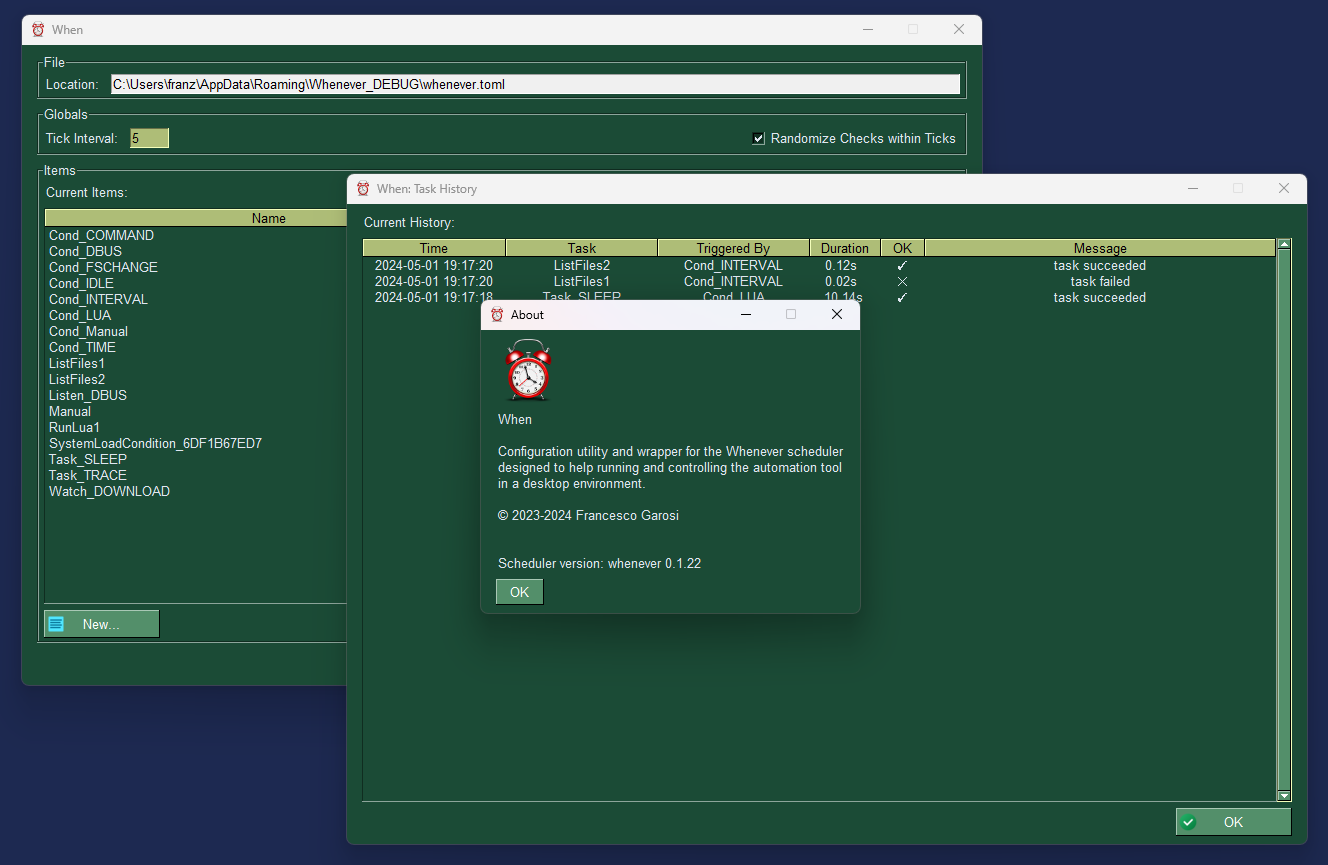 When
File
Location: C:\Users\franz\AppData\Roaming\Whenever_DEBUG\whenever.toml
Globals
Tick Interval: 5
Randomize Checks within Ticks
Items
Current Items:
Name
Cond_COMMAND
Cond_DBUS
Cond_FSCHANGE
Cond_IDLE
Cond_INTERVAL
Cond_LUA
Cond_Manual
Cond_TIME
ListFiles1
ListFiles2
Listen_DBUS
Manual
RunLua1
SystemLoadCondition_6DF1B67ED7
Task_SLEEP
Task_TRACE
Watch_DOWNLOAD
New...
When: Task History
Current History:
Time Task Triggered By Duration OK Message
2024-05-01 19:17:20 ListFiles2 Cond_INTERVAL 0.12s ✓ task succeeded
2024-05-01 19:17:20 ListFiles1 Cond_INTERVAL 0.02s ✕ task failed
2024-05-01 19:17:18 Task_SLEEP Cond_LUA 10.14s ✓ task succeeded
About
When
Configuration utility and wrapper for the Whenever scheduler
designed to help running and controlling the automation tool
in a desktop environment.
© 2023-2024 Francesco Garosi
Scheduler version: whenever 0.1.22
OK
OK